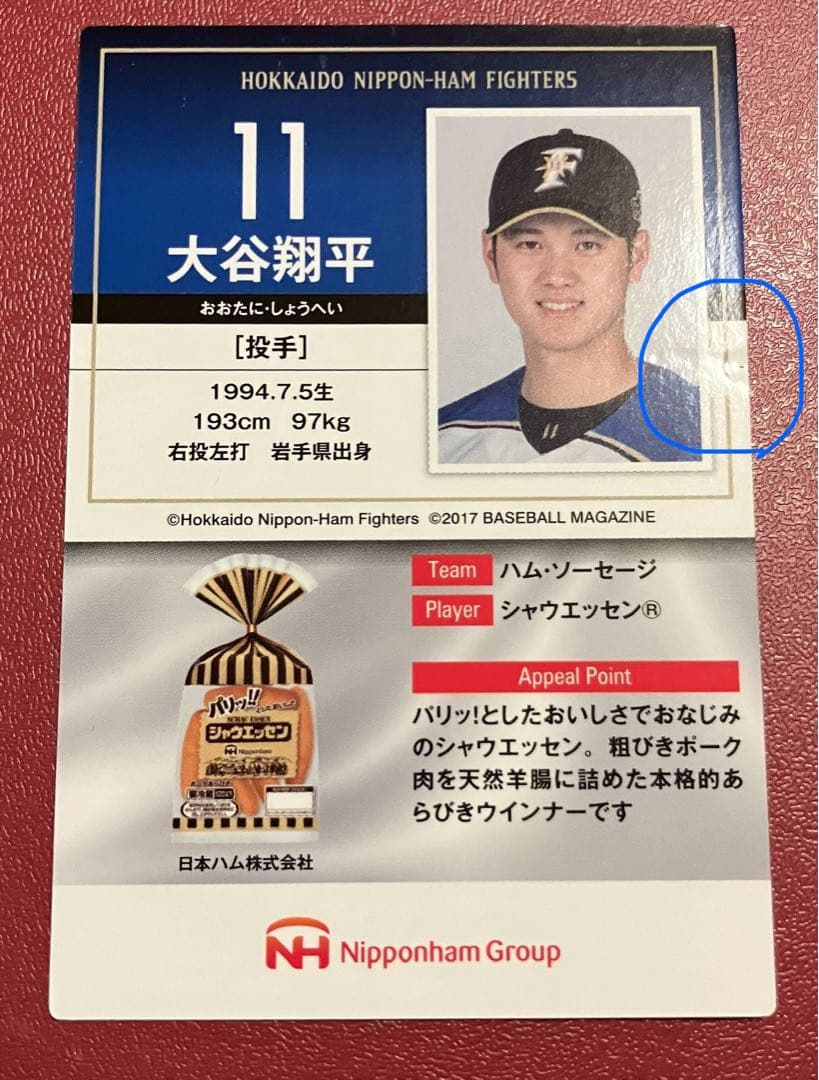 HOKKAIDO NIPPON-HAM FIGHTERS
11
大谷翔平
おおたに・しょうへい
[投手]
1994.7.5生
193cm 97kg
右投左打 岩手県出身
F
11
©Hokkaido Nippon-Ham Fighters ©2017 BASEBALL MAGAZINE
Team ハム・ソーセージ
Player シャウエッセン®
Appeal Point
パリッ!としたおいしさでおなじみ
のシャウエッセン。粗びきポーク
肉を天然羊腸に詰めた本格的あ
らびきウインナーです
パリッ!!
シャウエッセン
Nipponham
日本ハム株式会社
NH Nipponham Group